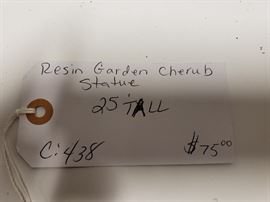 Resin Garden Cherub
Statue
25" TALL
C: 438
$75.00